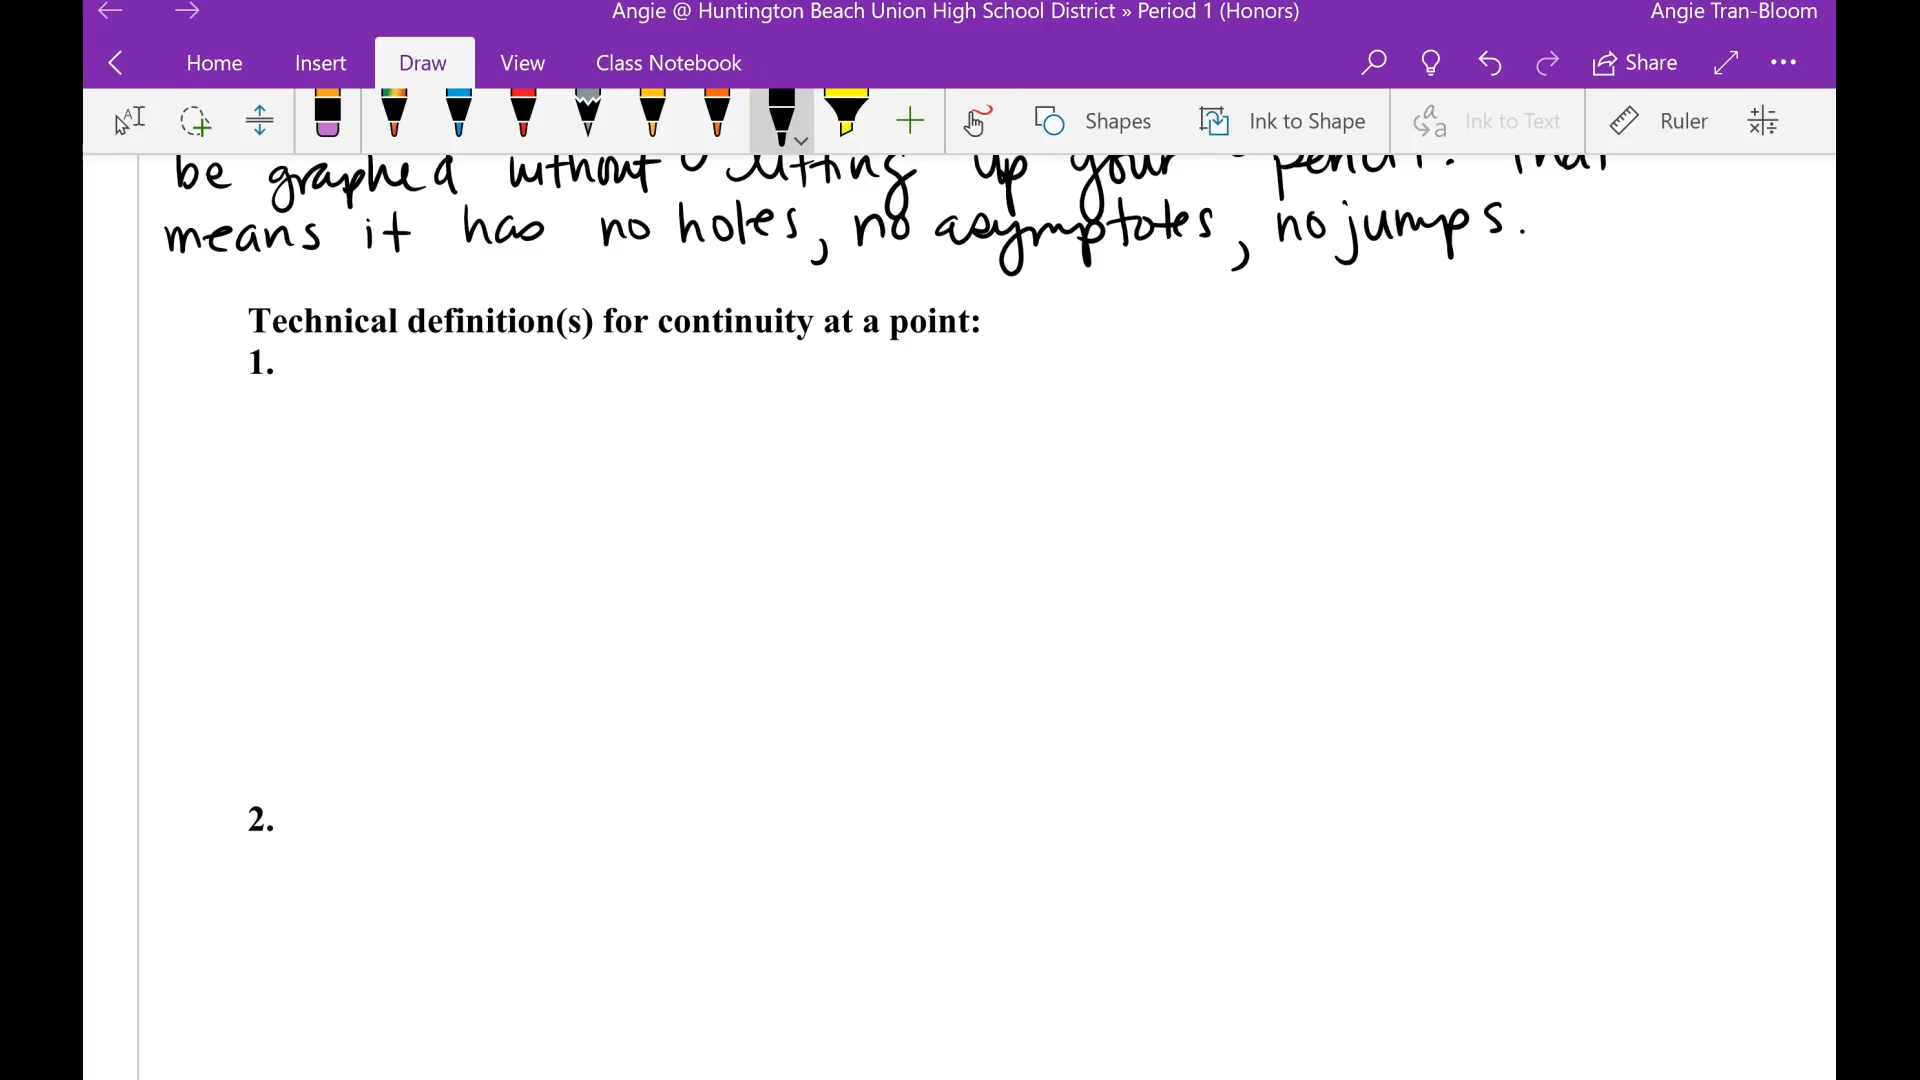 Angie @ Huntington Beach Union High School District » Period 1 (Honors)
Angie Tran-Bloom
Home Insert Draw View Class Notebook Share
Shapes Ink to Shape Ink to Text Ruler
be graphed without lifting up your pencil. That
means it has no holes, no asymptotes, no jumps.
Technical definition(s) for continuity at a point:
1.
2.